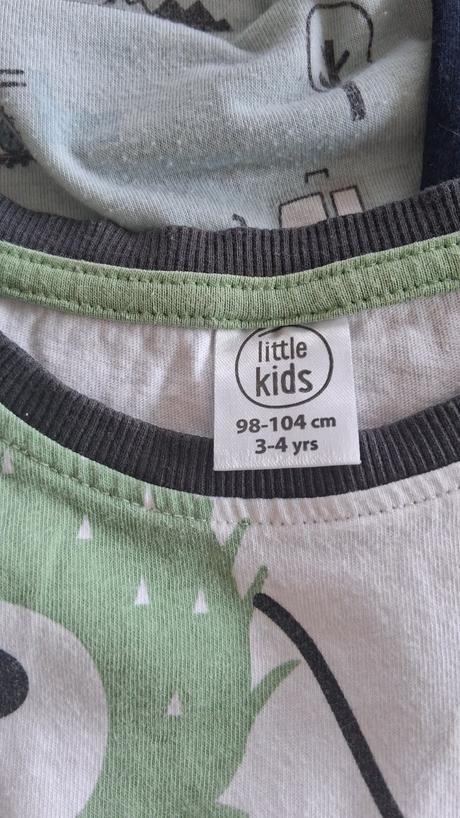 little
kids
98-104 cm
3-4 yrs